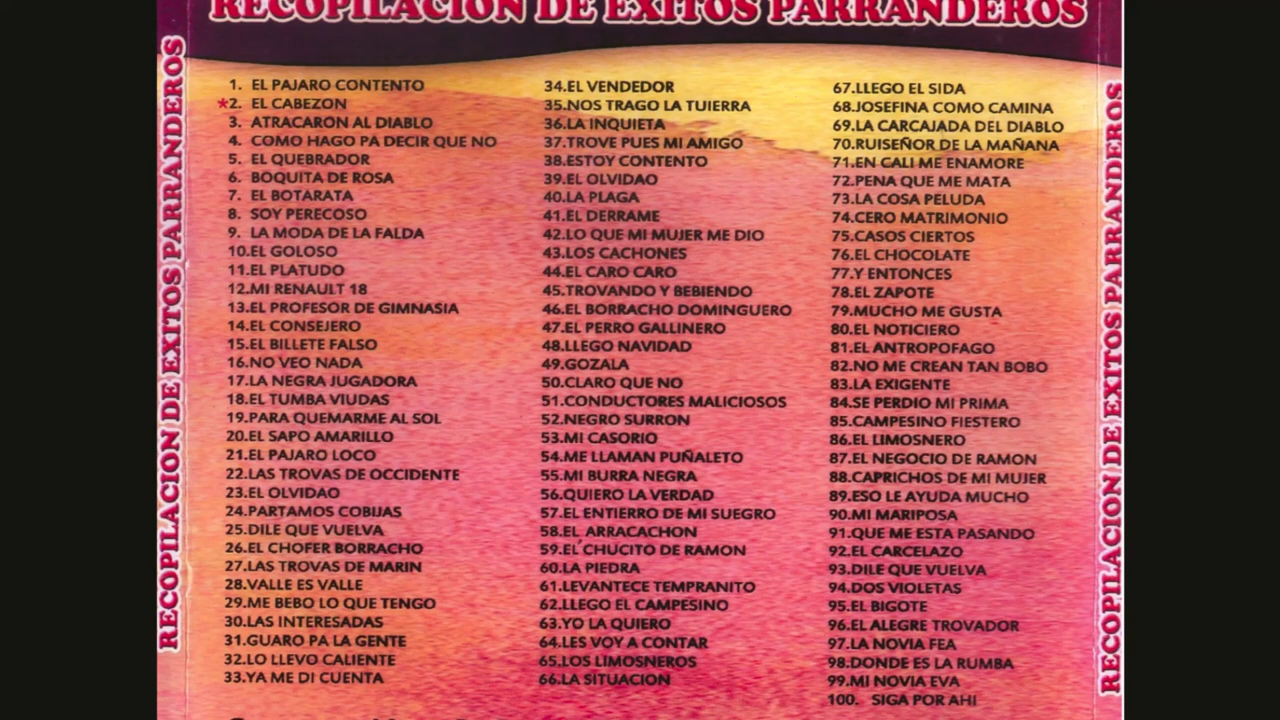 RECOPILACION DE EXITOS PARRANDEROS
RECOPILACION DE EXITOS PARRANDEROS
1. EL PAJARO CONTENTO
*2. EL CABEZON
3. ATRACARON AL DIABLO
4. COMO HAGO PA DECIR QUE NO
5. EL QUEBRADOR
6. BOQUITA DE ROSA
7. EL BOTARATA
8. SOY PERECOSO
9. LA MODA DE LA FALDA
10.EL GOLOSO
11.EL PLATUDO
12.MI RENAULT 18
13.EL PROFESOR DE GIMNASIA
14.EL CONSEJERO
15.EL BILLETE FALSO
16.NO VEO NADA
17.LA NEGRA JUGADORA
18.EL TUMBA VIUDAS
19.PARA QUEMARME AL SOL
20.EL SAPO AMARILLO
21.EL PAJARO LOCO
22.LAS TROVAS DE OCCIDENTE
23.EL OLVIDAO
24.PARTAMOS COBIJAS
25.DILE QUE VUELVA
26.EL CHOFER BORRACHO
27.LAS TROVAS DE MARIN
28.VALLE ES VALLE
29.ME BEBO LO QUE TENGO
30.LAS INTERESADAS
31.GUARO PA LA GENTE
32.LO LLEVO CALIENTE
33.YA ME DI CUENTA
34.EL VENDEDOR
35.NOS TRAGO LA TUIERRA
36.LA INQUIETA
37.TROVE PUES MI AMIGO
38.ESTOY CONTENTO
39.EL OLVIDAO
40.LA PLAGA
41.EL DERRAME
42.LO QUE MI MUJER ME DIO
43.LOS CACHONES
44.EL CARO CARO
45.TROVANDO Y BEBIENDO
46.EL BORRACHO DOMINGUERO
47.EL PERRO GALLINERO
48.LLEGO NAVIDAD
49.GOZALA
50.CLARO QUE NO
51.CONDUCTORES MALICIOSOS
52.NEGRO SURRON
53.MI CASORIO
54.ME LLAMAN PUÑALETO
55.MI BURRA NEGRA
56.QUIERO LA VERDAD
57.EL ENTIERRO DE MI SUEGRO
58.EL ARRACACHON
59.EL CHUCITO DE RAMON
60.LA PIEDRA
61.LEVANTECE TEMPRANITO
62.LLEGO EL CAMPESINO
63.YO LA QUIERO
64.LES VOY A CONTAR
65.LOS LIMOSNEROS
66.LA SITUACION
67.LLEGO EL SIDA
68.JOSEFINA COMO CAMINA
69.LA CARCAJADA DEL DIABLO
70.RUISEÑOR DE LA MAÑANA
71.EN CALI ME ENAMORE
72.PENA QUE ME MATA
73.LA COSA PELUDA
74.CERO MATRIMONIO
75.CASOS CIERTOS
76.EL CHOCOLATE
77.Y ENTONCES
78.EL ZAPOTE
79.MUCHO ME GUSTA
80.EL NOTICIERO
81.EL ANTROPOFAGO
82.NO ME CREAN TAN BOBO
83.LA EXIGENTE
84.SE PERDIO MI PRIMA
85.CAMPESINO FIESTERO
86.EL LIMOSNERO
87.EL NEGOCIO DE RAMON
88.CAPRICHOS DE MI MUJER
89.ESO LE AYUDA MUCHO
90.MI MARIPOSA
91.QUE ME ESTA PASANDO
92.EL CARCELAZO
93.DILE QUE VUELVA
94.DOS VIOLETAS
95.EL BIGOTE
96.EL ALEGRE TROVADOR
97.LA NOVIA FEA
98.DONDE ES LA RUMBA
99.MI NOVIA EVA
100. SIGA POR AHI
RECOPILACION DE EXITOS PARRANDEROS